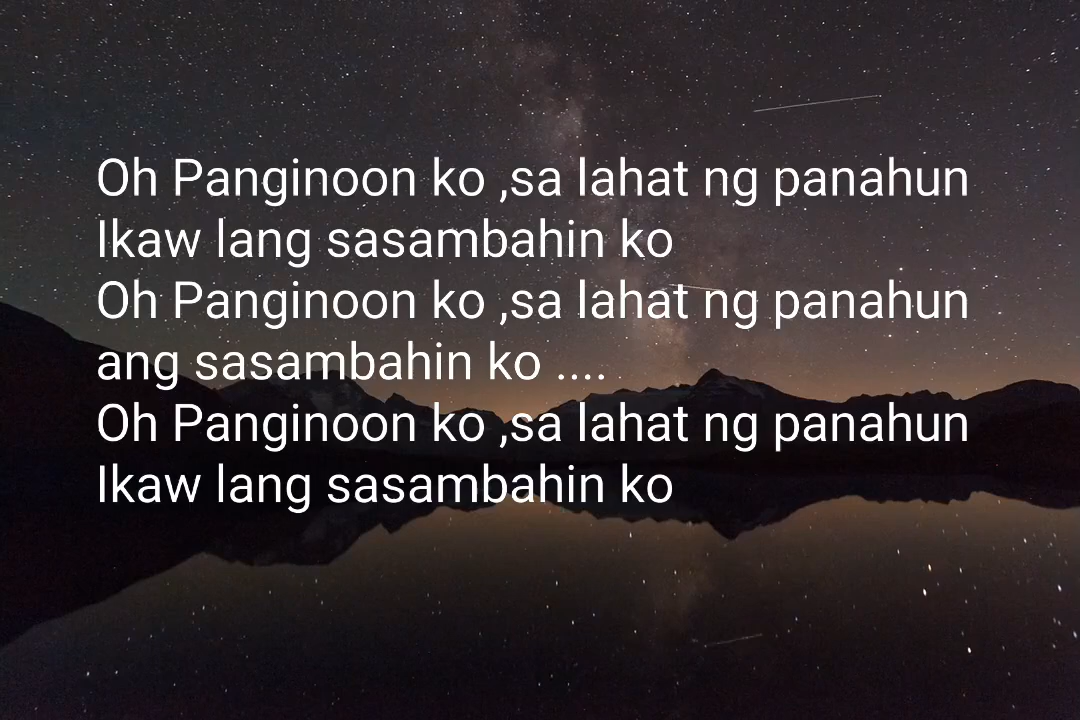 Oh Panginoon ko ,sa lahat ng panahun
Ikaw lang sasambahin ko
Oh Panginoon ko ,sa lahat ng panahun
ang sasambahin ko ....
Oh Panginoon ko ,sa lahat ng panahun
Ikaw lang sasambahin ko